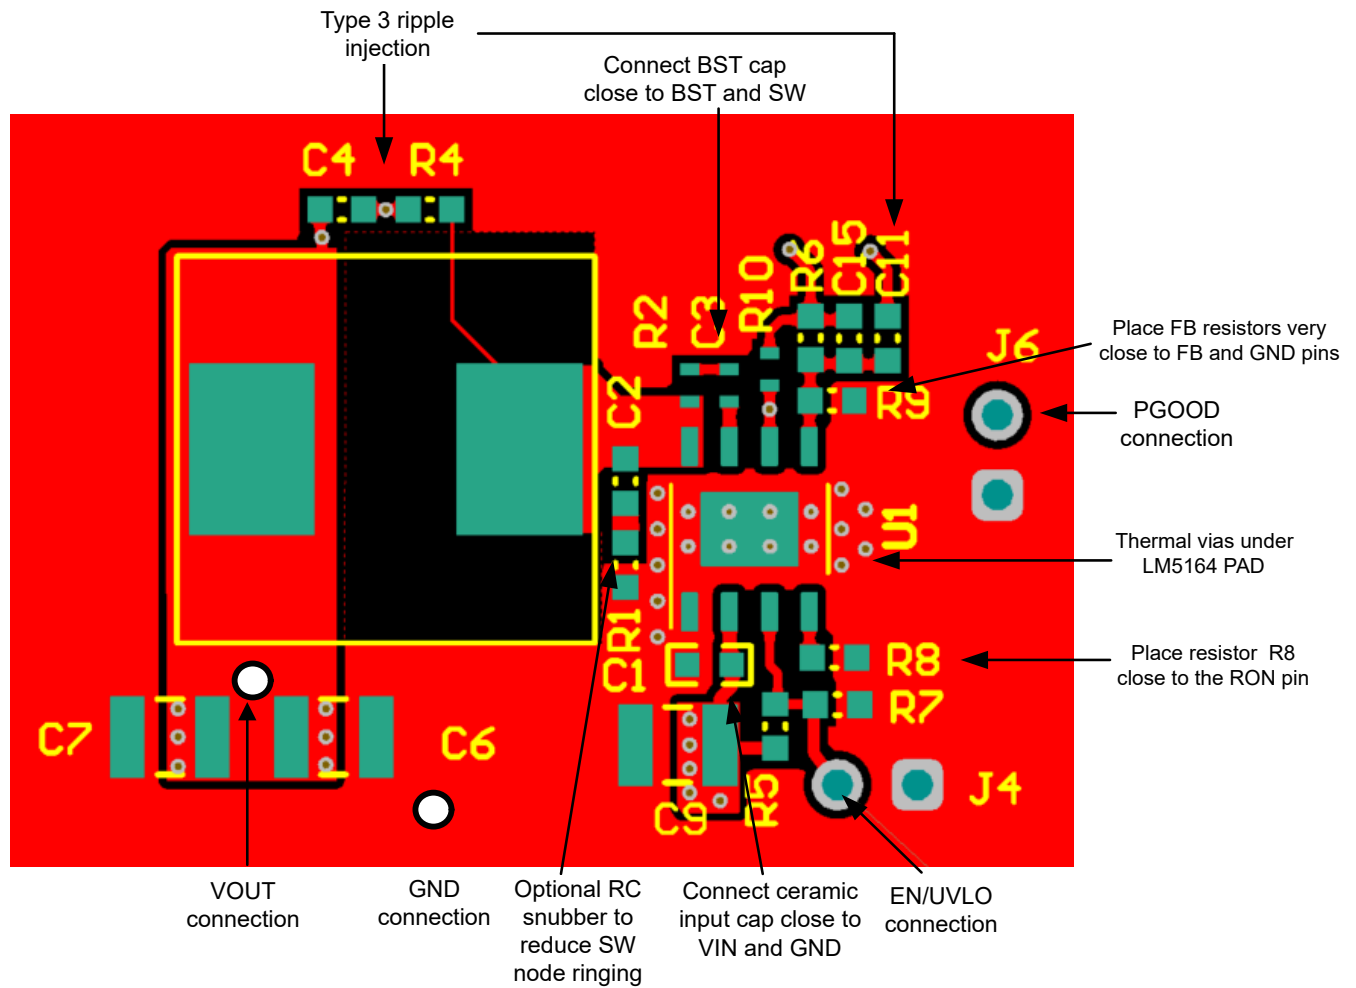 Type 3 ripple
injection
Connect BST cap
close to BST and SW
C4
R4
R2
C3
R10
R6
C15
C11
J6
Place FB resistors very
close to FB and GND pins
C2
R9
PGOOD
connection
U1
Thermal vias under
LM5164 PAD
R1
C1
R8
Place resistor R8
close to the RON pin
R7
C7
C6
C9
R5
J4
VOUT
connection
GND
connection
Optional RC
snubber to
reduce SW
node ringing
Connect ceramic
input cap close to
VIN and GND
EN/UVLO
connection